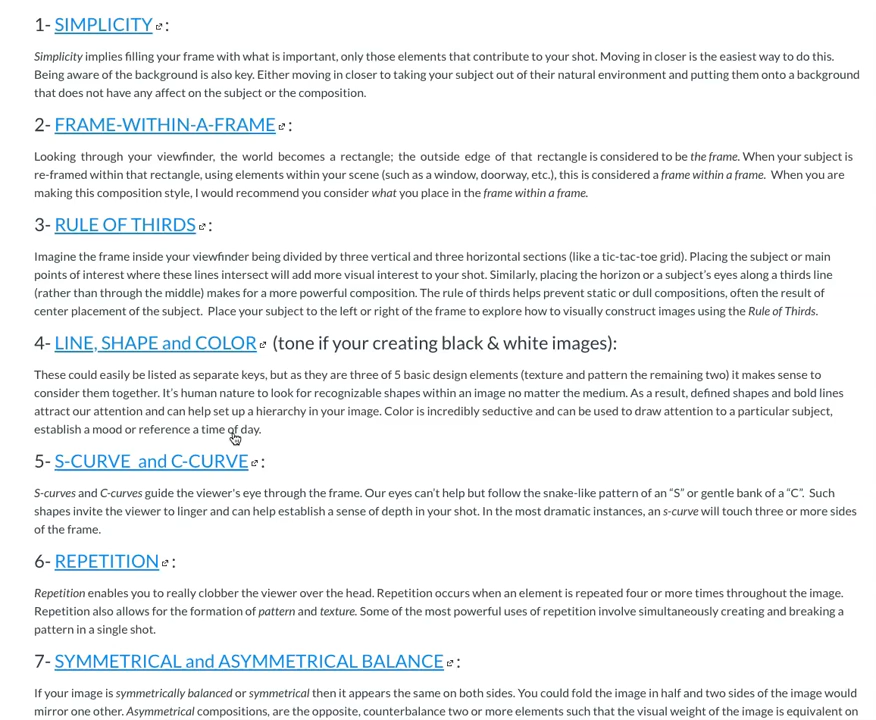 1- SIMPLICITY :
Simplicity implies filling your frame with what is important, only those elements that contribute to your shot. Moving in closer is the easiest way to do this.
Being aware of the background is also key. Either moving in closer to taking your subject out of their natural environment and putting them onto a background
that does not have any affect on the subject or the composition.
2- FRAME-WITHIN-A-FRAME :
Looking through your viewfinder, the world becomes a rectangle; the outside edge of that rectangle is considered to be the frame. When your subject is
re-framed within that rectangle, using elements within your scene (such as a window, doorway, etc.), this is considered a frame within a frame. When you are
making this composition style, I would recommend you consider what you place in the frame within a frame.
3- RULE OF THIRDS :
Imagine the frame inside your viewfinder being divided by three vertical and three horizontal sections (like a tic-tac-toe grid). Placing the subject or main
points of interest where these lines intersect will add more visual interest to your shot. Similarly, placing the horizon or a subject's eyes along a thirds line
(rather than through the middle) makes for a more powerful composition. The rule of thirds helps prevent static or dull compositions, often the result of
center placement of the subject. Place your subject to the left or right of the frame to explore how to visually construct images using the Rule of Thirds.
4- LINE, SHAPE and COLOR (tone if your creating black & white images):
These could easily be listed as separate keys, but as they are three of 5 basic design elements (texture and pattern the remaining two) it makes sense to
consider them together. It's human nature to look for recognizable shapes within an image no matter the medium. As a result, defined shapes and bold lines
attract our attention and can help set up a hierarchy in your image. Color is incredibly seductive and can be used to draw attention to a particular subject,
establish a mood or reference a time of day.
5- S-CURVE and C-CURVE :
S-curves and C-curves guide the viewer's eye through the frame. Our eyes can't help but follow the snake-like pattern of an “S” or gentle bank of a “C”. Such
shapes invite the viewer to linger and can help establish a sense of depth in your shot. In the most dramatic instances, an s-curve will touch three or more sides
of the frame.
6- REPETITION :
Repetition enables you to really clobber the viewer over the head. Repetition occurs when an element is repeated four or more times throughout the image.
Repetition also allows for the formation of pattern and texture. Some of the most powerful uses of repetition involve simultaneously creating and breaking a
pattern in a single shot.
7- SYMMETRICAL and ASYMMETRICAL BALANCE :
If your image is symmetrically balanced or symmetrical then it appears the same on both sides. You could fold the image in half and two sides of the image would
mirror one other. Asymmetrical compositions, are the opposite, counterbalance two or more elements such that the visual weight of the image is equivalent on